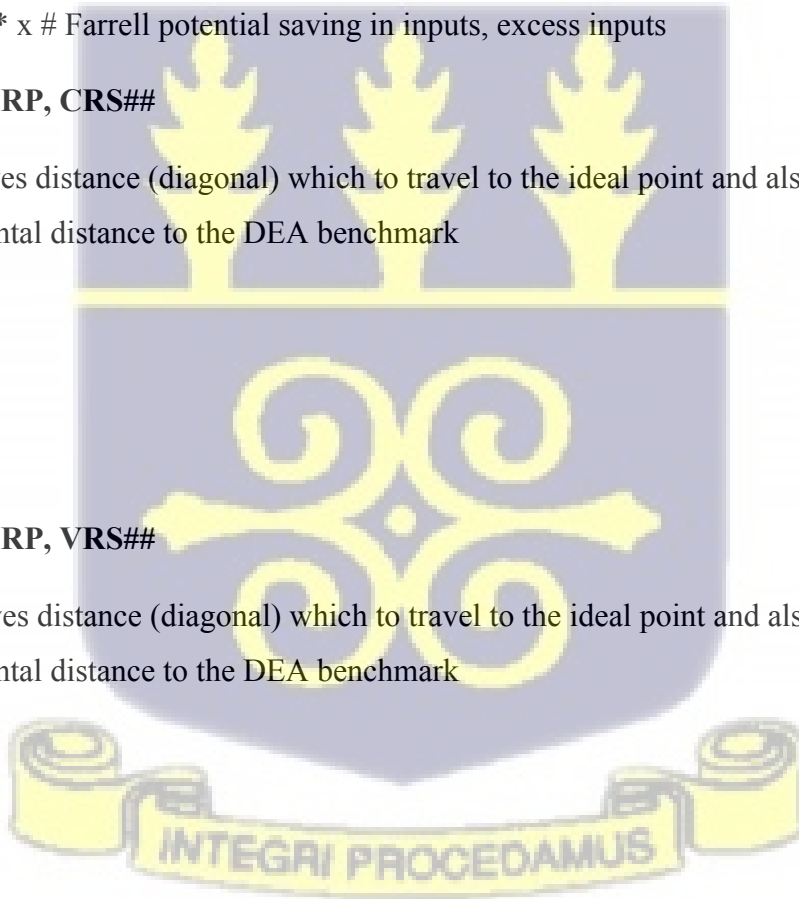 * x # Farrell potential saving in inputs, excess inputs
RP, CRS##
es distance (diagonal) which to travel to the ideal point and als
ntal distance to the DEA benchmark
RP, VRS##
es distance (diagonal) which to travel to the ideal point and als
ntal distance to the DEA benchmark
INTEGRI PROCEDAMUS